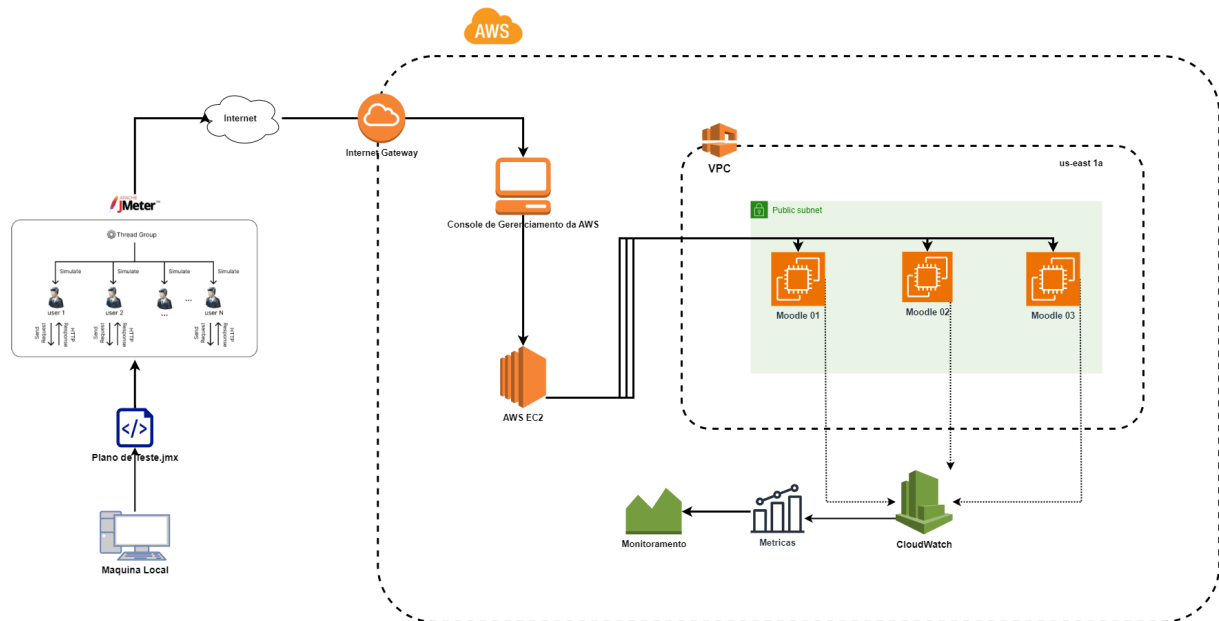 AWS
Internet
Internet Gateway
VPC
us-east 1a
Console de Gerenciamento da AWS
Public subnet
APACHE
JMeter™
Thread Group
Simulate
Simulate
Simulate
Simulate
...
user 1
user 2
...
user N
Send
Request
HTTP
Response
Send
Request
HTTP
Response
Send
Request
HTTP
Response
Moodle 01
Moodle 02
Moodle 03
AWS EC2
</>
Plano de Teste.jmx
Maquina Local
Monitoramento
Metricas
CloudWatch